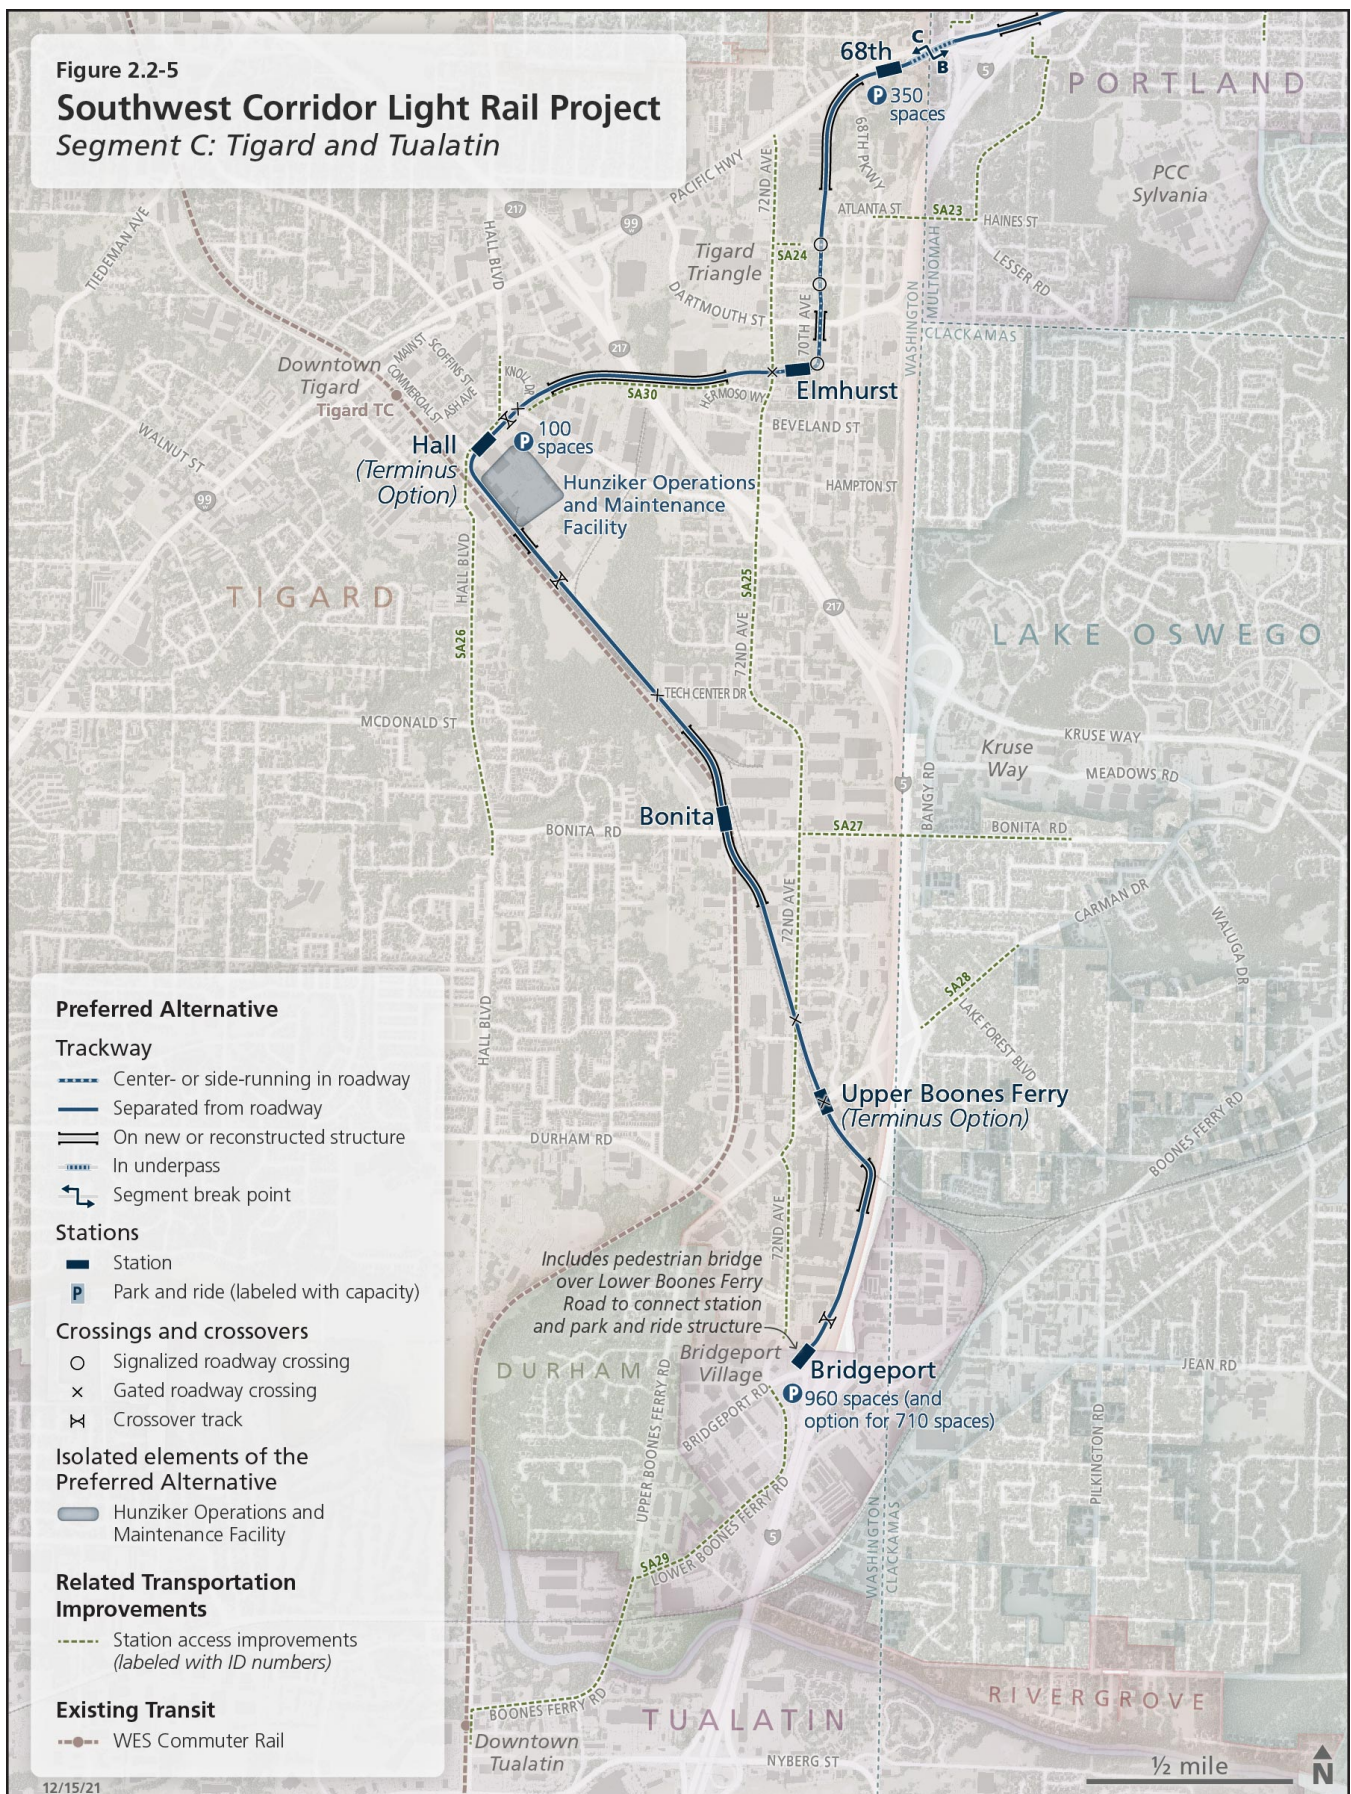 Figure 2.2-5
Southwest Corridor Light Rail Project
Segment C: Tigard and Tualatin
68th
C
B
P 350
spaces
5
PORTLAND
PCC
Sylvania
PACIFIC HWY
72ND AVE
68TH PKWY
ATLANTA ST
SA23
HAINES ST
LESSER RD
217
99
HALL BLVD
TIEDEMAN AVE
Tigard
Triangle
SA24
DARTMOUTH ST
70TH AVE
WASHINGTON
MULTNOMAH
CLACKAMAS
217
Downtown
Tigard
Tigard TC
MAIN ST
SCOFFINS ST
COMMERCIAL ST
ASH AVE
KNOLL DR
SA30
HERMOSO WY
Elmhurst
BEVELAND ST
WALNUT ST
99
Hall
(Terminus
Option)
P 100
spaces
Hunziker Operations
and Maintenance
Facility
HAMPTON ST
HALL BLVD
TIGARD
SA26
SA25
72ND AVE
217
LAKE OSWEGO
TECH CENTER DR
MCDONALD ST
KRUSE WAY
Kruse
Way
MEADOWS RD
5
BANGY RD
Bonita
BONITA RD
SA27
BONITA RD
72ND AVE
CARMAN DR
WALUGA DR
SA28
LAKE FOREST BLVD
HALL BLVD
Upper Boones Ferry
(Terminus Option)
DURHAM RD
BOONES FERRY RD
72ND AVE
Includes pedestrian bridge
over Lower Boones Ferry
Road to connect station
and park and ride structure
Bridgeport
Village
Bridgeport
P 960 spaces (and
option for 710 spaces)
DURHAM
UPPER BOONES FERRY RD
BRIDGEPORT RD
JEAN RD
PILKINGTON RD
WASHINGTON
CLACKAMAS
5
SA29
LOWER BOONES FERRY RD
RIVERGROVE
BOONES FERRY RD
TUALATIN
Downtown
Tualatin
NYBERG ST
½ mile
N
Preferred Alternative
Trackway
Center- or side-running in roadway
Separated from roadway
On new or reconstructed structure
In underpass
Segment break point
Stations
Station
P Park and ride (labeled with capacity)
Crossings and crossovers
Signalized roadway crossing
Gated roadway crossing
Crossover track
Isolated elements of the
Preferred Alternative
Hunziker Operations and
Maintenance Facility
Related Transportation
Improvements
Station access improvements
(labeled with ID numbers)
Existing Transit
WES Commuter Rail
12/15/21